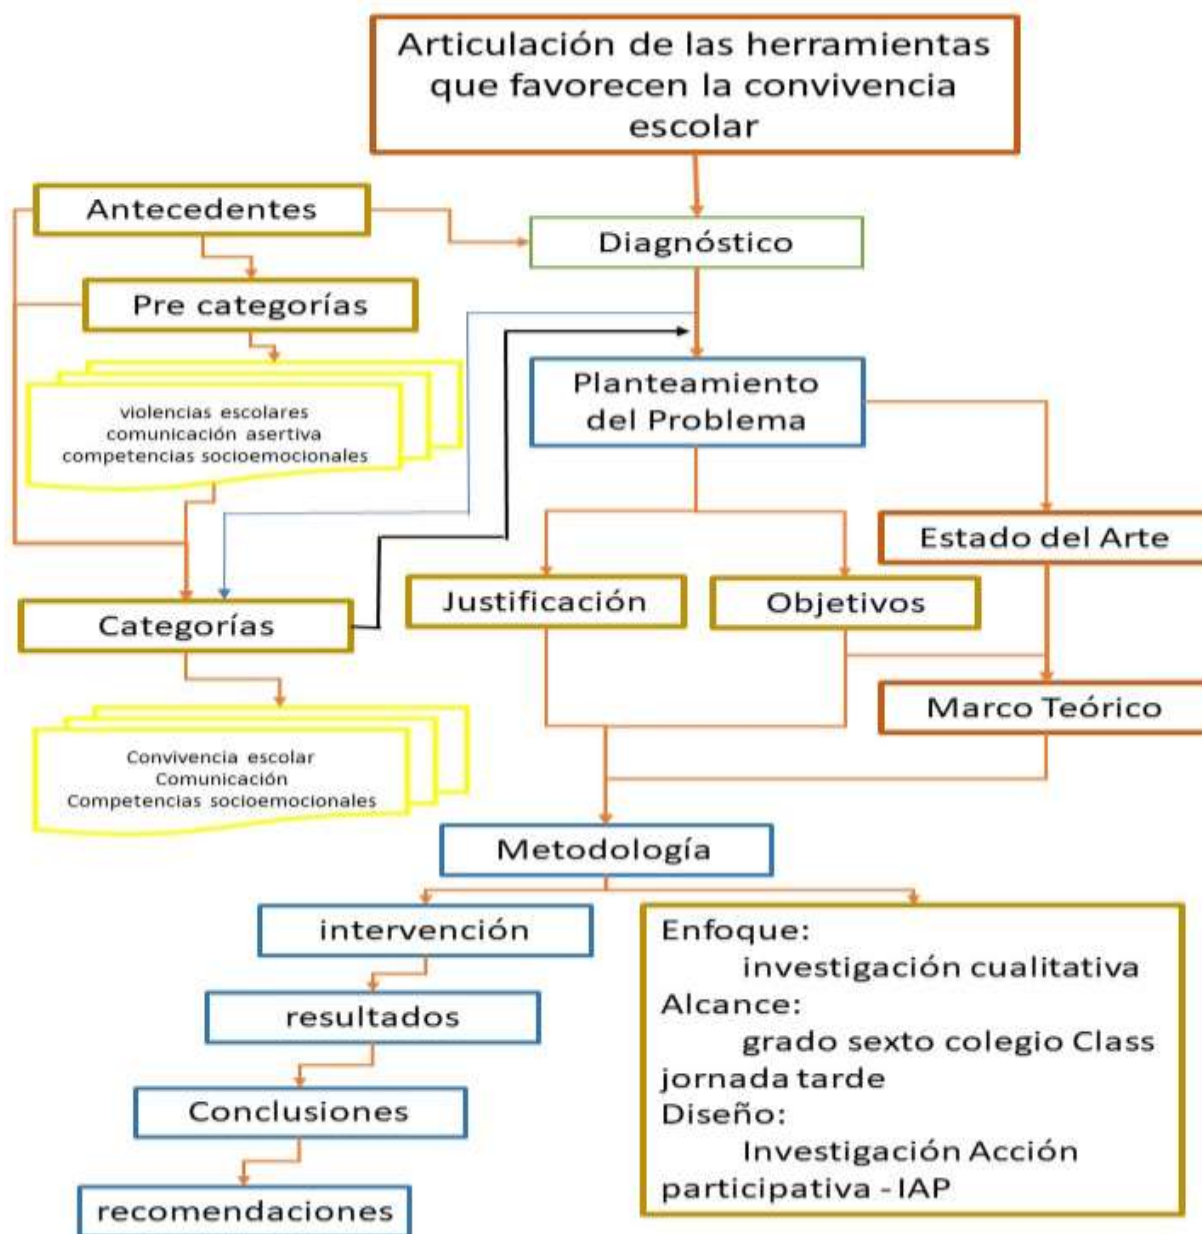 Articulación de las herramientas
que favorecen la convivencia
escolar
Antecedentes
Diagnóstico
Pre categorías
violencias escolares
comunicación asertiva
competencias socioemocionales
Planteamiento
del Problema
Estado del Arte
Justificación
Objetivos
Categorías
Marco Teórico
Convivencia escolar
Comunicación
Competencias socioemocionales
Metodología
intervención
resultados
Conclusiones
recomendaciones
Enfoque:
investigación cualitativa
Alcance:
grado sexto colegio Class
jornada tarde
Diseño:
Investigación Acción
participativa - IAP